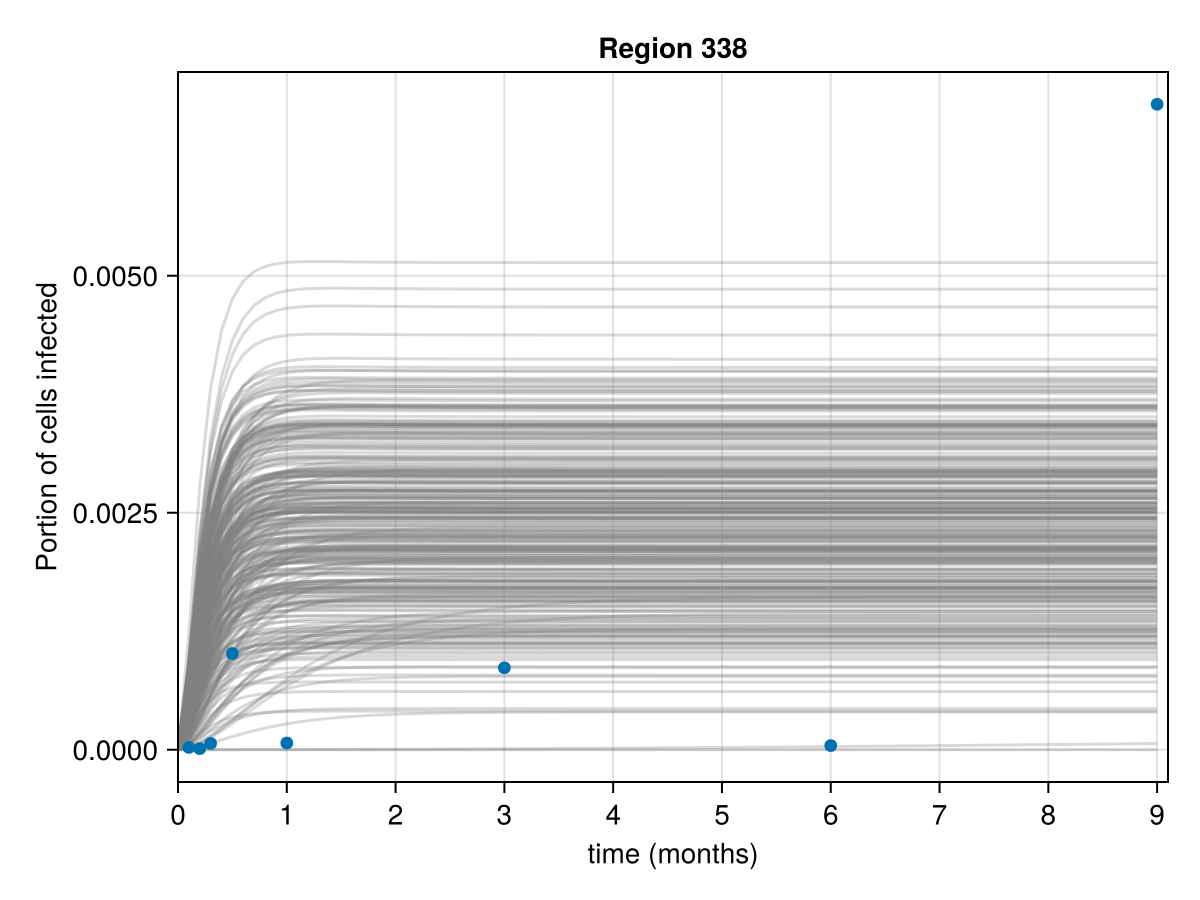 Region 338
Portion of cells infected
0.0050
0.0025
0.0000
0 1 2 3 4 5 6 7 8 9
time (months)